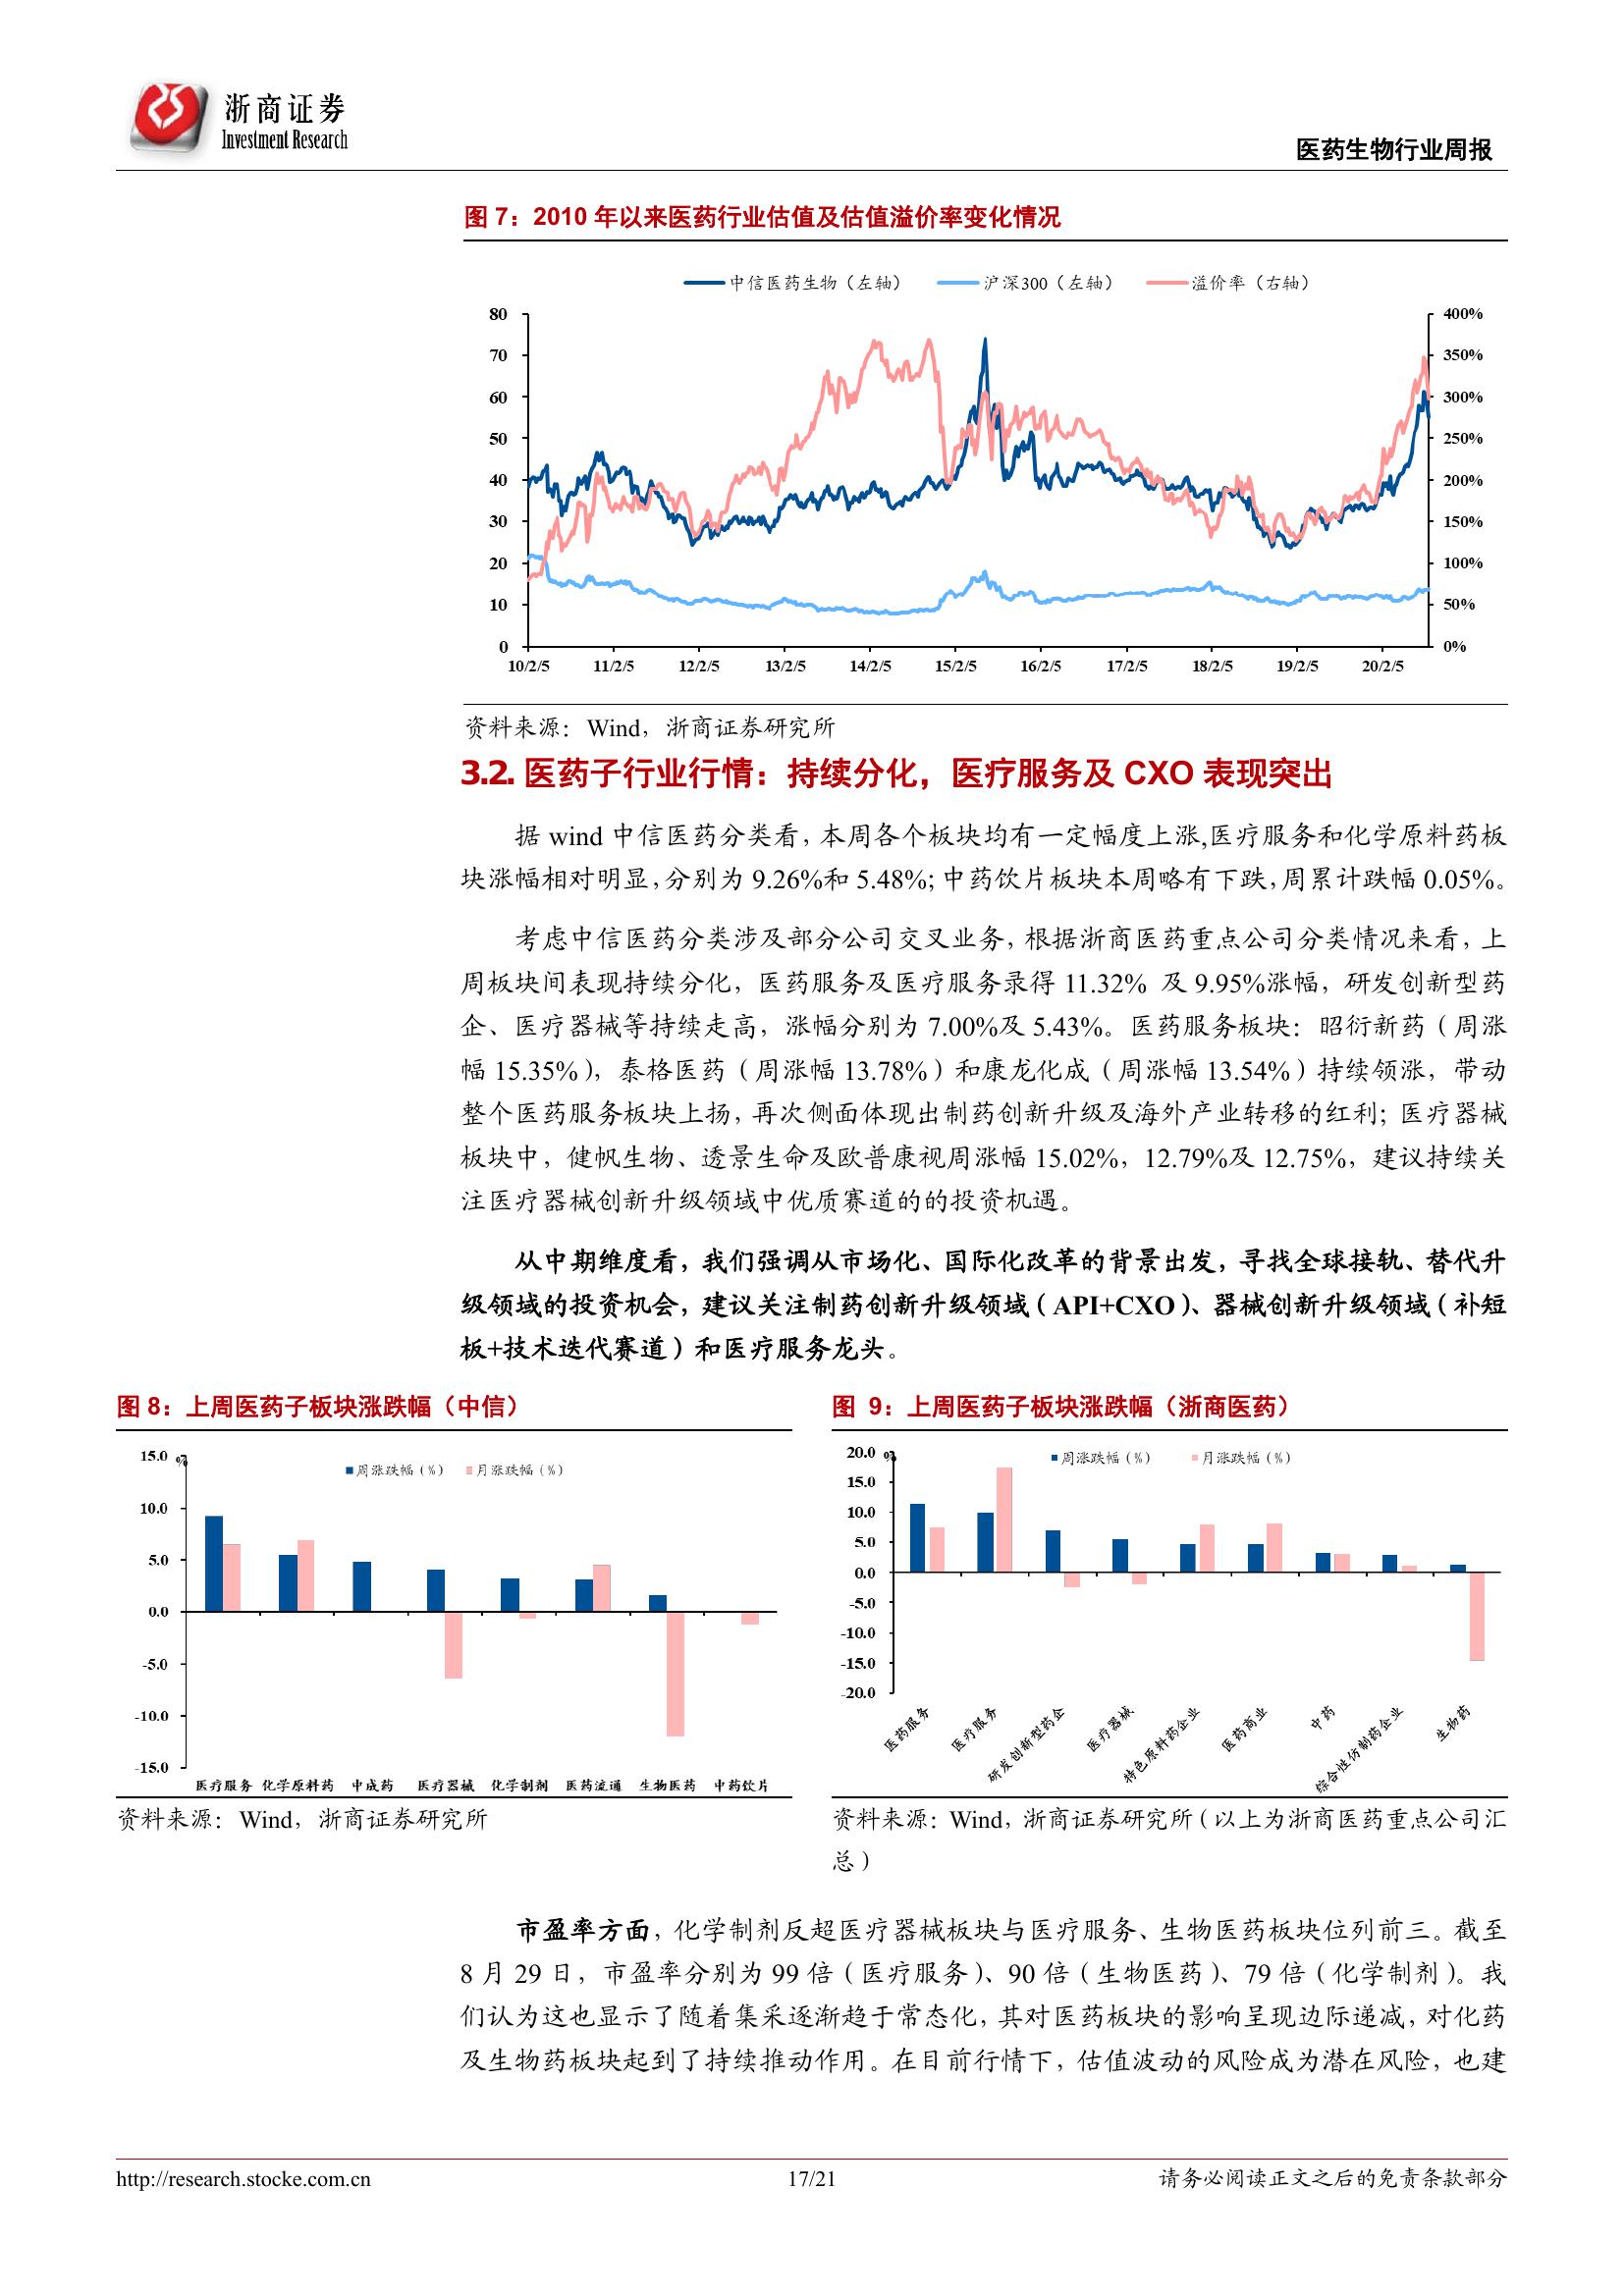 浙商证券
Investment Research
医药生物行业周报
图 7：2010 年以来医药行业估值及估值溢价率变化情况
中信医药生物（左轴） 沪深300（左轴） 溢价率（右轴）
80 400%
70 350%
60 300%
50 250%
40 200%
30 150%
20 100%
10 50%
0 0%
10/2/5 11/2/5 12/2/5 13/2/5 14/2/5 15/2/5 16/2/5 17/2/5 18/2/5 19/2/5 20/2/5
资料来源：Wind，浙商证券研究所
3.2. 医药子行业行情：持续分化，医疗服务及 CXO 表现突出
据 wind 中信医药分类看，本周各个板块均有一定幅度上涨,医疗服务和化学原料药板
块涨幅相对明显，分别为 9.26%和 5.48%；中药饮片板块本周略有下跌，周累计跌幅 0.05%。
考虑中信医药分类涉及部分公司交叉业务，根据浙商医药重点公司分类情况来看，上
周板块间表现持续分化，医药服务及医疗服务录得 11.32% 及 9.95%涨幅，研发创新型药
企、医疗器械等持续走高，涨幅分别为 7.00%及 5.43%。医药服务板块：昭衍新药（周涨
幅 15.35%），泰格医药（周涨幅 13.78%）和康龙化成（周涨幅 13.54%）持续领涨，带动
整个医药服务板块上扬，再次侧面体现出制药创新升级及海外产业转移的红利；医疗器械
板块中，健帆生物、透景生命及欧普康视周涨幅 15.02%，12.79%及 12.75%，建议持续关
注医疗器械创新升级领域中优质赛道的的投资机遇。
从中期维度看，我们强调从市场化、国际化改革的背景出发，寻找全球接轨、替代升
级领域的投资机会，建议关注制药创新升级领域（API+CXO）、器械创新升级领域（补短
板+技术迭代赛道）和医疗服务龙头。
图 8：上周医药子板块涨跌幅（中信）
15.0 %
周涨跌幅（%） 月涨跌幅（%）
10.0
5.0
0.0
-5.0
-10.0
-15.0
医疗服务 化学原料药 中成药 医疗器械 化学制剂 医药流通 生物医药 中药饮片
资料来源：Wind，浙商证券研究所
图 9：上周医药子板块涨跌幅（浙商医药）
20.0 %
周涨跌幅（%） 月涨跌幅（%）
15.0
10.0
5.0
0.0
-5.0
-10.0
-15.0
-20.0
医药服务 医疗服务 研发创新型药企 医疗器械 特色原料药企业 医药商业 中药 综合性仿制药企业 生物药
资料来源：Wind，浙商证券研究所（以上为浙商医药重点公司汇
总）
市盈率方面，化学制剂反超医疗器械板块与医疗服务、生物医药板块位列前三。截至
8 月 29 日，市盈率分别为 99 倍（医疗服务）、90 倍（生物医药）、79 倍（化学制剂）。我
们认为这也显示了随着集采逐渐趋于常态化，其对医药板块的影响呈现边际递减，对化药
及生物药板块起到了持续推动作用。在目前行情下，估值波动的风险成为潜在风险，也建
http://research.stocke.com.cn 17/21 请务必阅读正文之后的免责条款部分